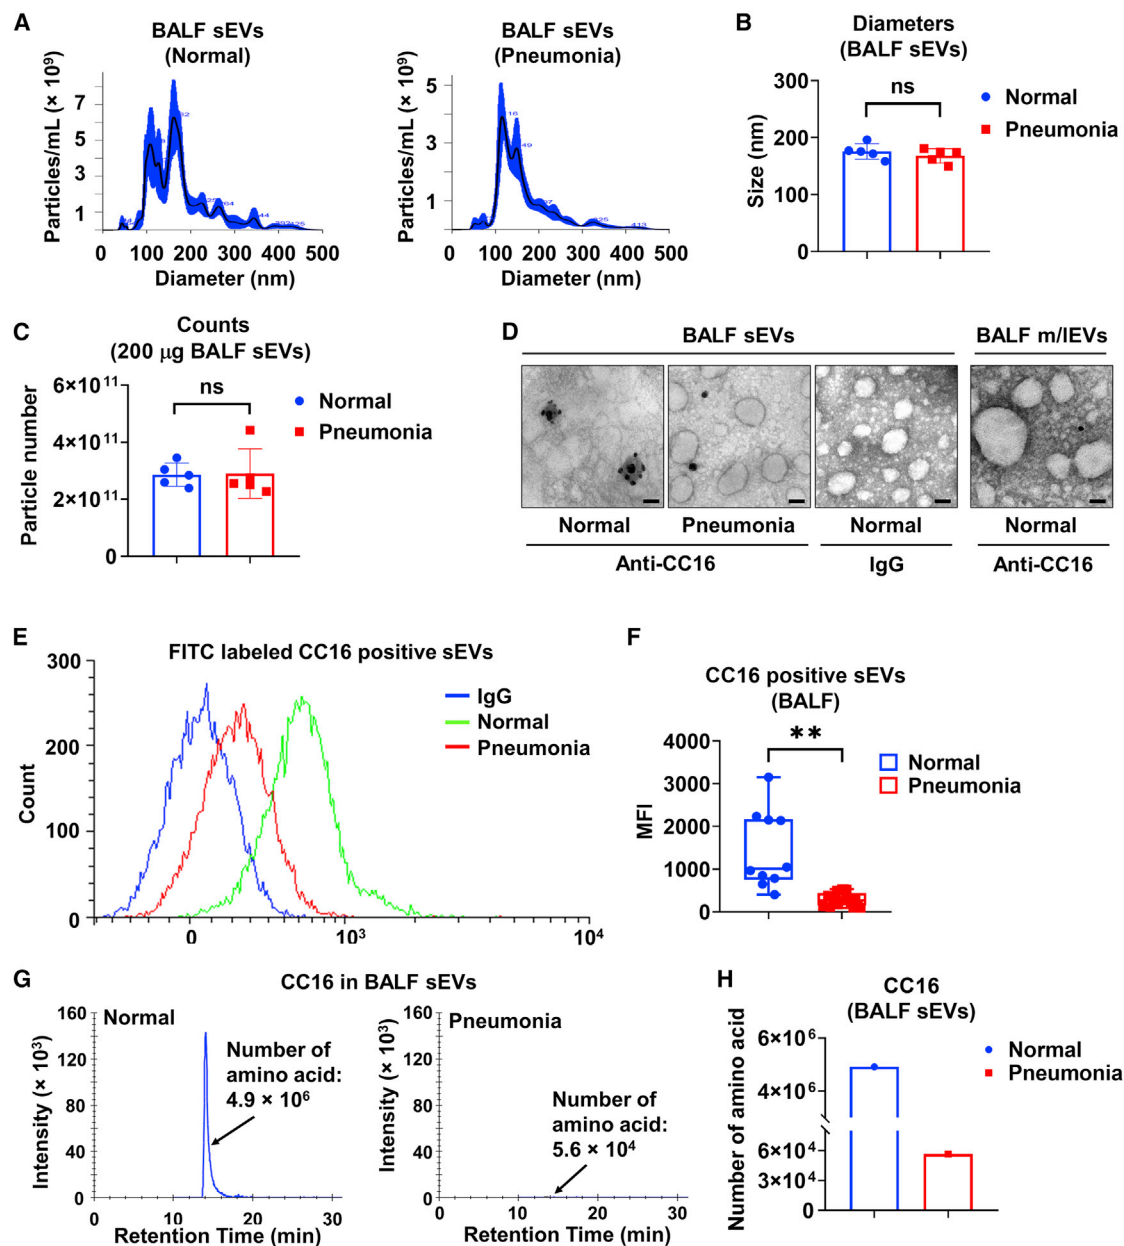 A
BALF sEVs
(Normal)
Particles/mL (× 10⁹)
7
5
3
1
0 100 200 300 400 500
Diameter (nm)
BALF sEVs
(Pneumonia)
Particles/mL (× 10⁹)
5
3
1
0 100 200 300 400 500
Diameter (nm)
B
Diameters
(BALF sEVs)
Size (nm)
300
200
100
0
ns
Normal
Pneumonia
C
Counts
(200 μg BALF sEVs)
Particle number
6×10¹¹
4×10¹¹
2×10¹¹
0
ns
Normal
Pneumonia
D
BALF sEVs
BALF m/lEVs
Normal Pneumonia Normal Normal
Anti-CC16 IgG Anti-CC16
E
FITC labeled CC16 positive sEVs
Count
300
200
100
0
0 10³ 10⁴
IgG
Normal
Pneumonia
F
CC16 positive sEVs
(BALF)
MFI
4000
3000
2000
1000
0
**
Normal
Pneumonia
G
CC16 in BALF sEVs
Intensity (× 10³)
160
120
80
40
0
Normal
Number of
amino acid:
4.9 × 10⁶
0 10 20 30
Retention Time (min)
Intensity (× 10³)
160
120
80
40
0
Pneumonia
Number of
amino acid:
5.6 × 10⁴
0 10 20 30
Retention Time (min)
H
CC16
(BALF sEVs)
Number of amino acid
6×10⁶
4×10⁶
6×10⁴
3×10⁴
0
Normal
Pneumonia